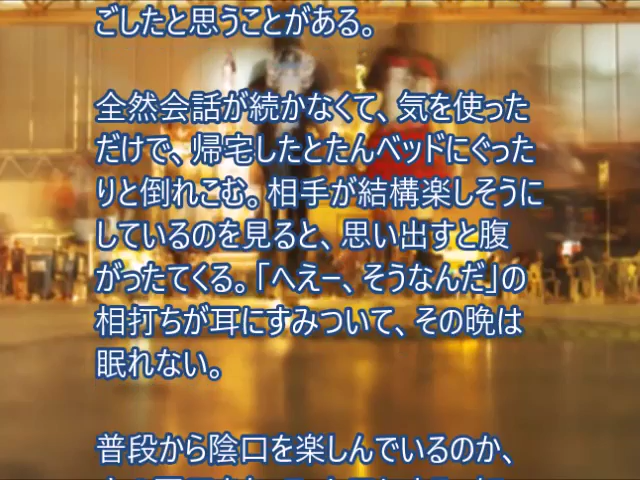 ごしたと思うことがある。
全然会話が続かなくて、気を使った
だけで、帰宅したとたんベッドにぐった
りと倒れこむ。相手が結構楽しそうに
しているのを見ると、思い出すと腹
がったてくる。「へえー、そうなんだ」の
相打ちが耳にすみついて、その晩は
眠れない。
普段から陰口を楽しんでいるのか、